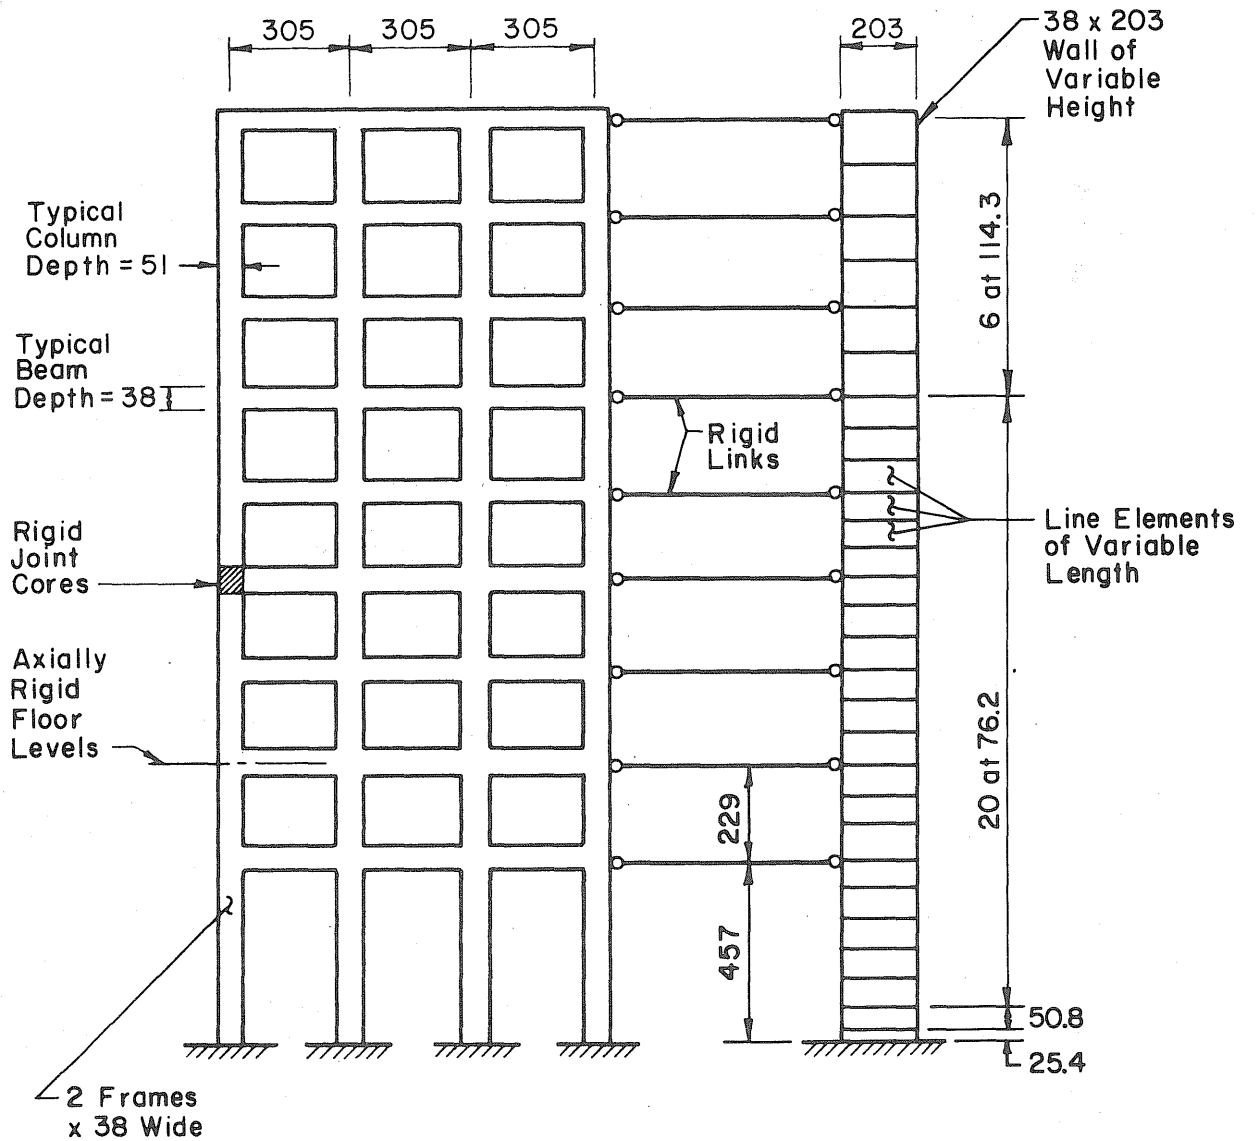 305
305
305
203
38 x 203
Wall of
Variable
Height
Typical
Column
Depth = 51
6 at 114.3
Typical
Beam
Depth = 38
Rigid
Links
Rigid
Joint
Cores
Line Elements
of Variable
Length
Axially
Rigid
Floor
Levels
20 at 76.2
229
457
50.8
25.4
2 Frames
x 38 Wide